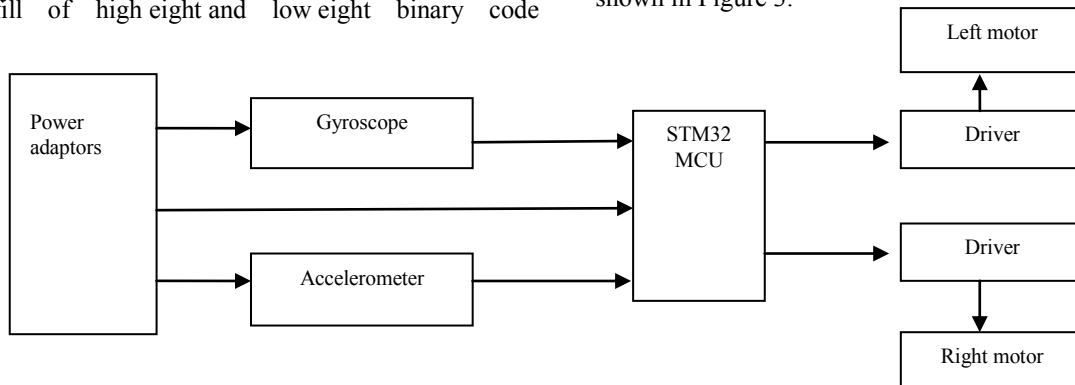 fill of high eight and low eight binary code
shown in Figure 3.
Left motor
Power
adaptors
Gyroscope
STM32
MCU
Driver
Accelerometer
Driver
Right motor